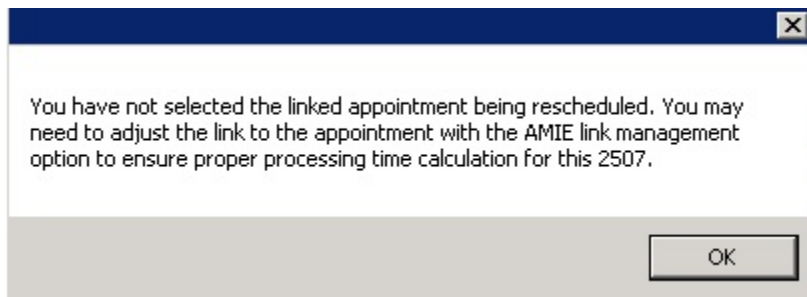 You have not selected the linked appointment being rescheduled. You may
need to adjust the link to the appointment with the AMIE link management
option to ensure proper processing time calculation for this 2507.
OK